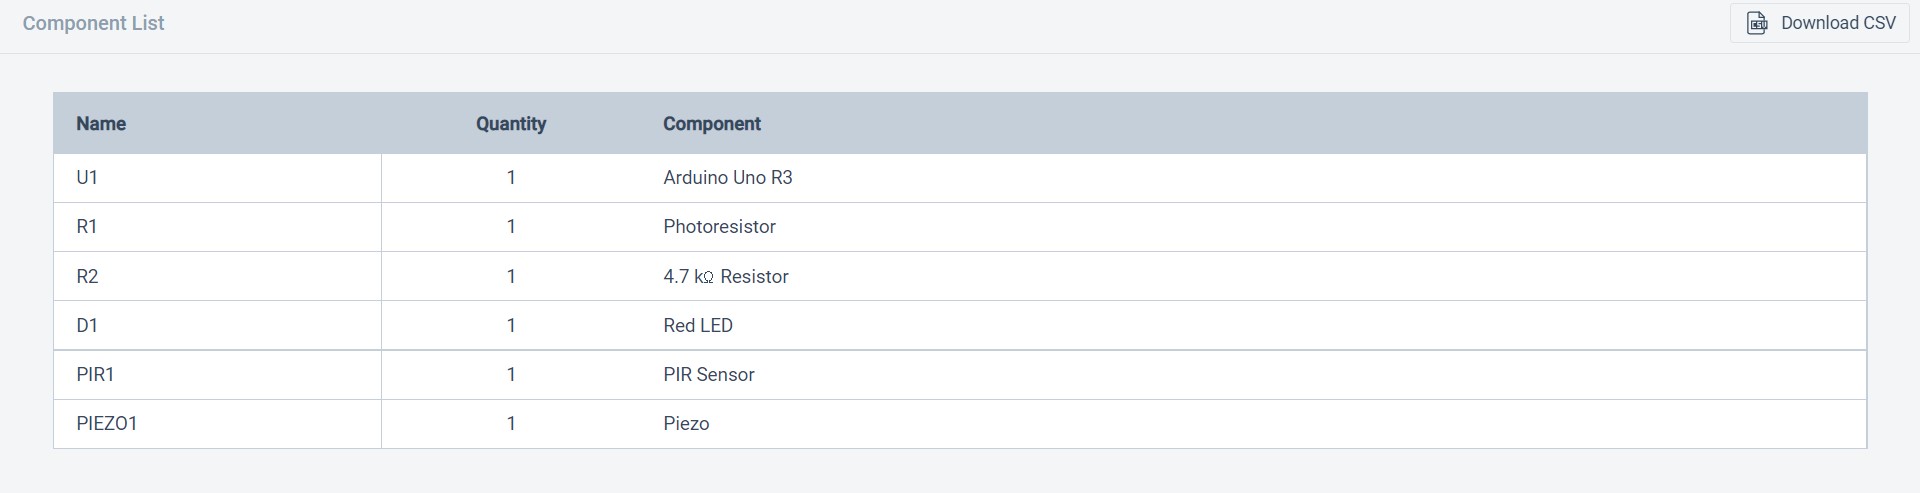 Component List
Download CSV
Name Quantity Component
U1 1 Arduino Uno R3
R1 1 Photoresistor
R2 1 4.7 kΩ Resistor
D1 1 Red LED
PIR1 1 PIR Sensor
PIEZO1 1 Piezo